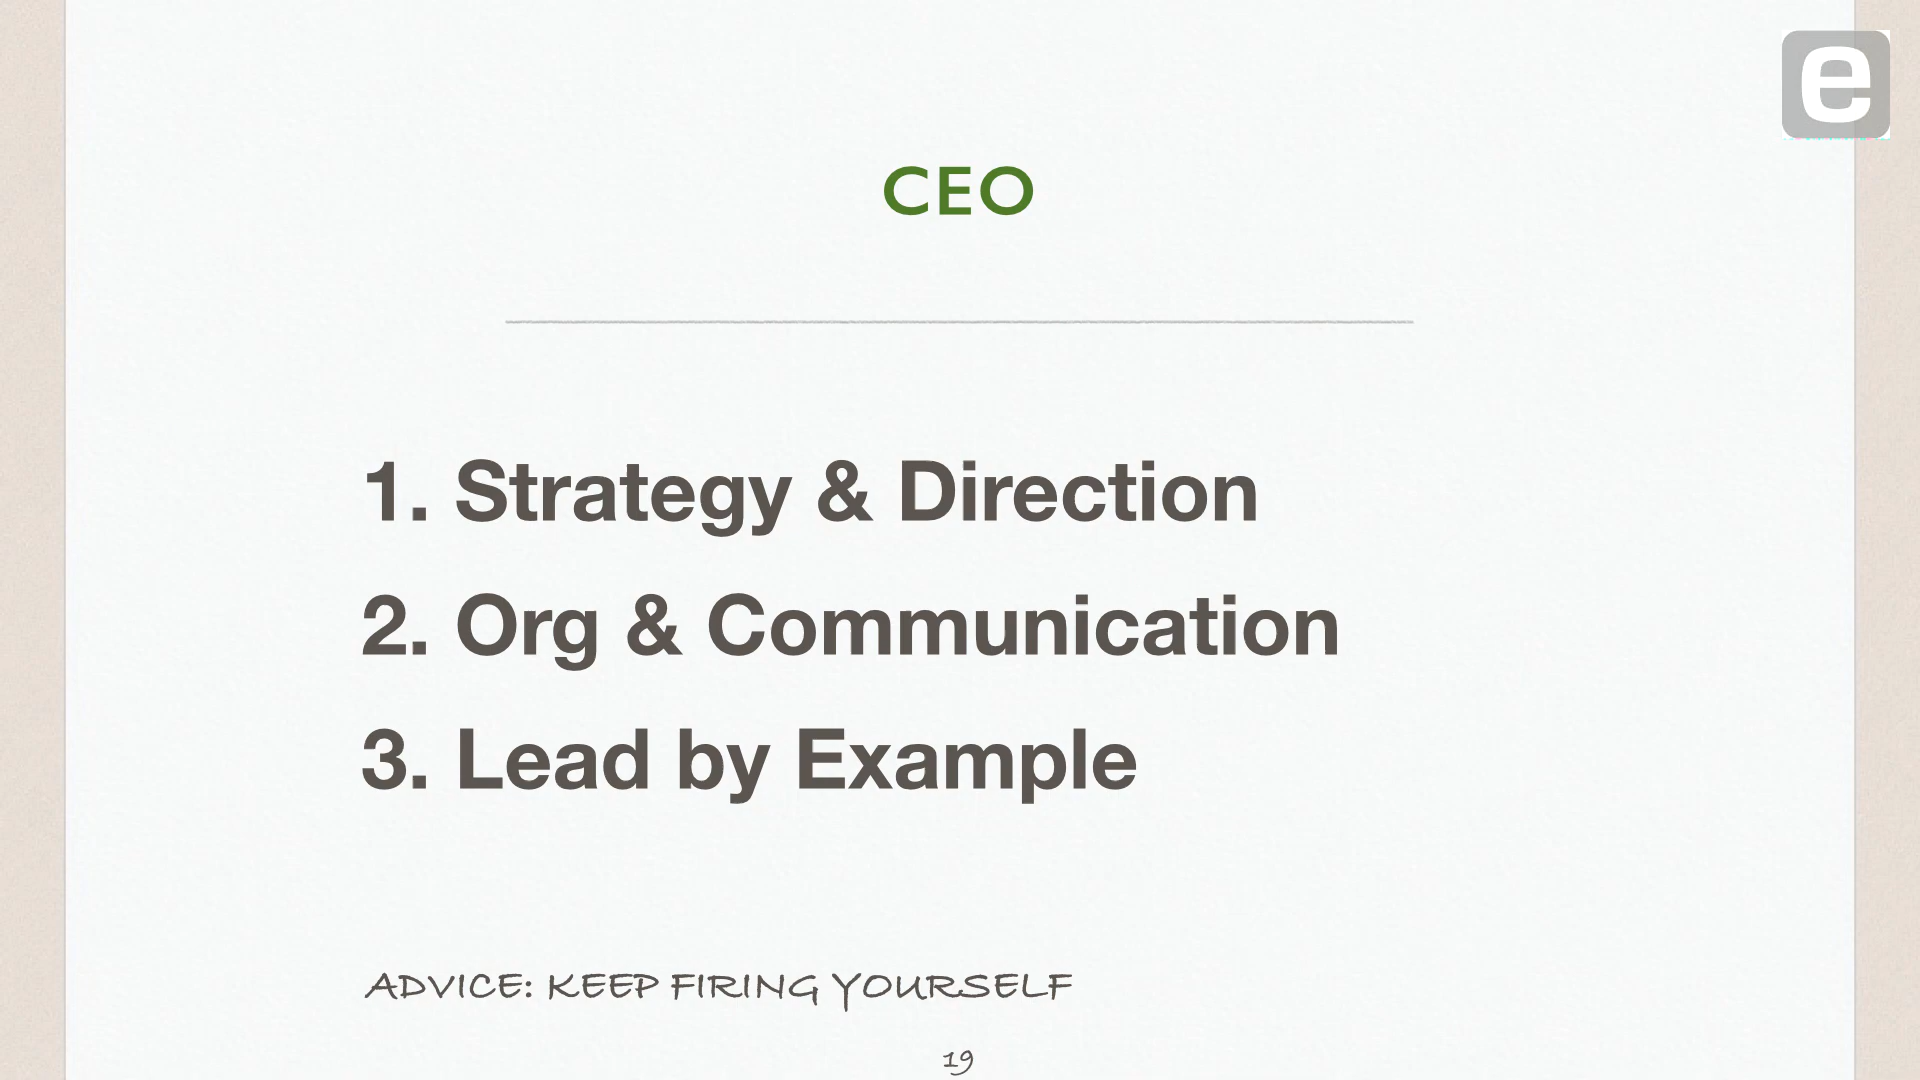 e
CEO
1. Strategy & Direction
2. Org & Communication
3. Lead by Example
ADVICE: KEEP FIRING YOURSELF
19